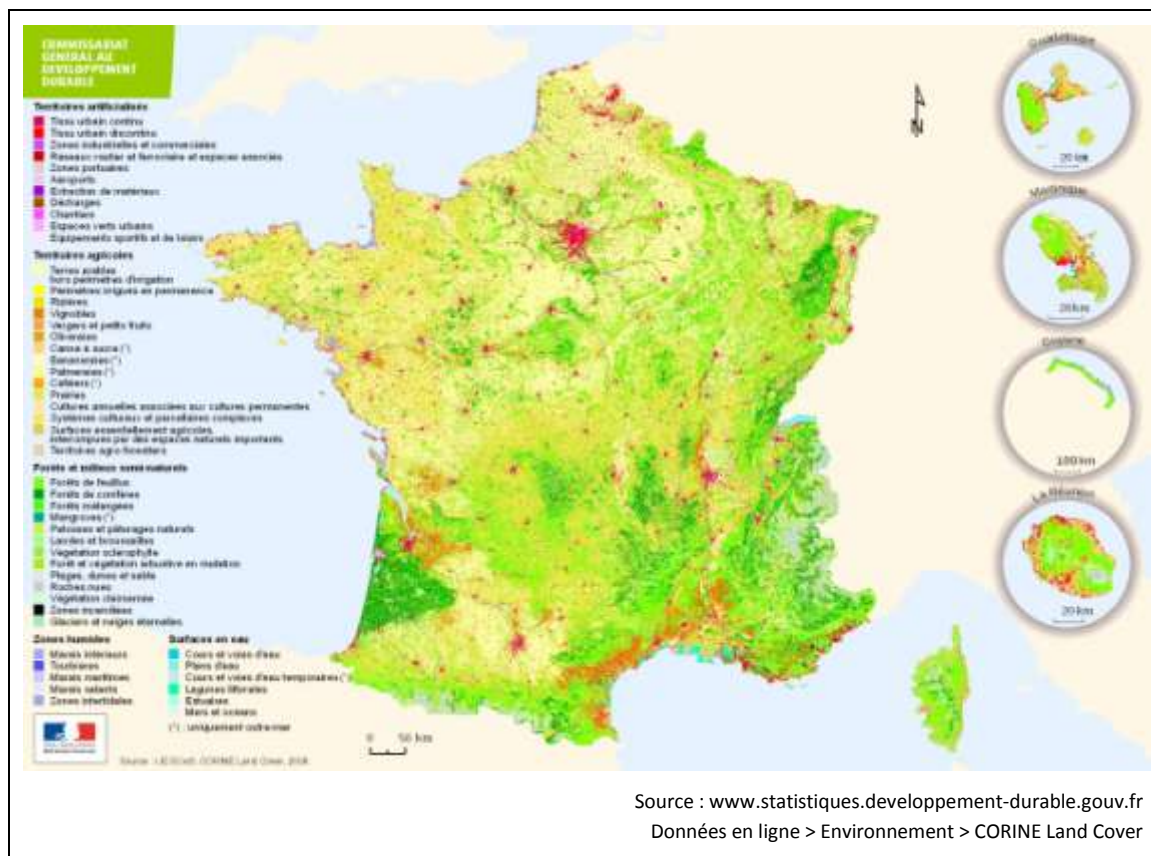 COMMISSARIAT
GÉNÉRAL AU
DÉVELOPPEMENT
DURABLE
Territoires artificialisés
Tissu urbain continu
Tissu urbain discontinu
Zones industrielles et commerciales
Réseaux routier et ferroviaire et espaces associés
Zones portuaires
Aéroports
Extraction de matériaux
Décharges
Chantiers
Espaces verts urbains
Equipements sportifs et de loisirs
Territoires agricoles
Terres arables
hors périmètres d'irrigation
Périmètres irrigués en permanence
Rizières
Vignobles
Vergers et petits fruits
Oliveraies
Canne à sucre (*)
Bananeraies (*)
Palmeraies (*)
Caféiers (*)
Prairies
Cultures annuelles associées aux cultures permanentes
Systèmes culturaux et parcellaires complexes
Surfaces essentiellement agricoles,
interrompues par des espaces naturels importants
Territoires agro-forestiers
Forêts et milieux semi-naturels
Forêts de feuillus
Forêts de conifères
Forêts mélangées
Mangroves (*)
Pelouses et pâturages naturels
Landes et broussailles
Végétation sclérophylle
Forêt et végétation arbustive en mutation
Plages, dunes et sable
Roches nues
Végétation clairsemée
Zones incendiées
Glaciers et neiges éternelles
Zones humides
Marais intérieurs
Tourbières
Marais maritimes
Marais salants
Zones intertidales
Surfaces en eau
Cours et voies d'eau
Plans d'eau
Cours et voies d'eau temporaires (*)
Lagunes littorales
Estuaires
Mers et océans
(*) : uniquement outre-mer
0 50 km
N
Guadeloupe
20 km
Martinique
20 km
Guyane
100 km
La Réunion
20 km
CORINE Land Cover,
Source : www.statistiques.developpement-durable.gouv.fr
Données en ligne > Environnement > CORINE Land Cover